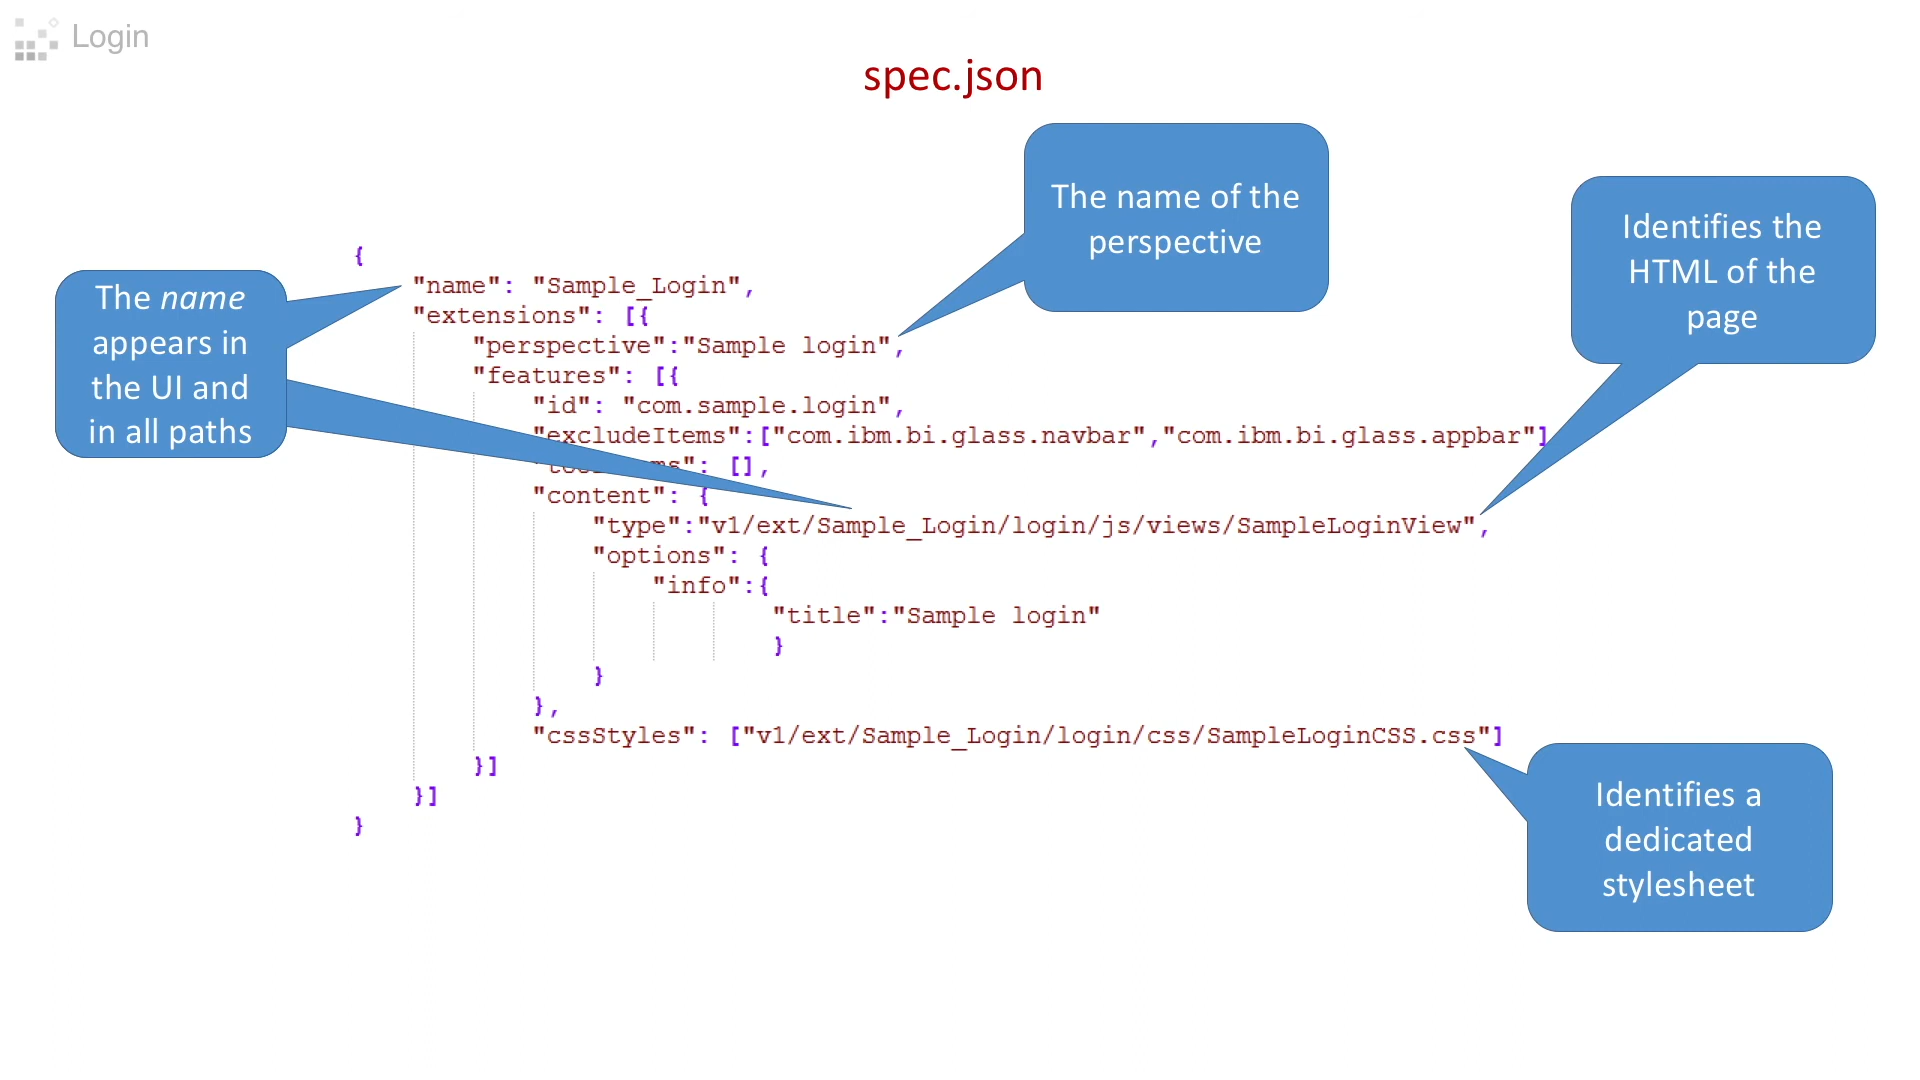 Login
spec.json
The name of the
perspective
Identifies the
HTML of the
page
The name
appears in
the UI and
in all paths
{
"name": "Sample_Login",
"extensions": [{
"perspective":"Sample login",
"features": [{
"id": "com.sample.login",
"excludeItems":["com.ibm.bi.glass.navbar","com.ibm.bi.glass.appbar"]
: [],
"content": {
"type":"v1/ext/Sample_Login/login/js/views/SampleLoginView",
"options": {
"info":{
"title":"Sample login"
}
}
},
"cssStyles": ["v1/ext/Sample_Login/login/css/SampleLoginCSS.css"]
}]
}]
}
Identifies a
dedicated
stylesheet